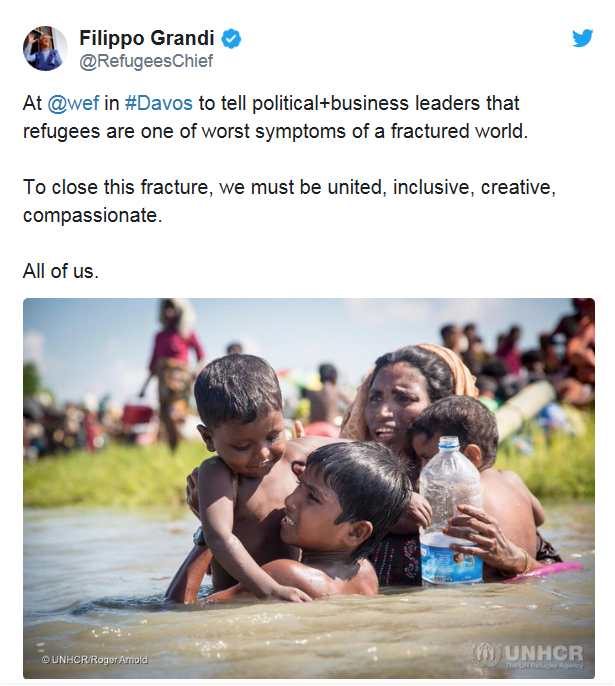 Filippo Grandi
@RefugeesChief
At @wef in #Davos to tell political+business leaders that
refugees are one of worst symptoms of a fractured world.
To close this fracture, we must be united, inclusive, creative,
compassionate.
All of us.
© UNHCR/Roger Arnold
UNHCR
The UN Refugee Agency